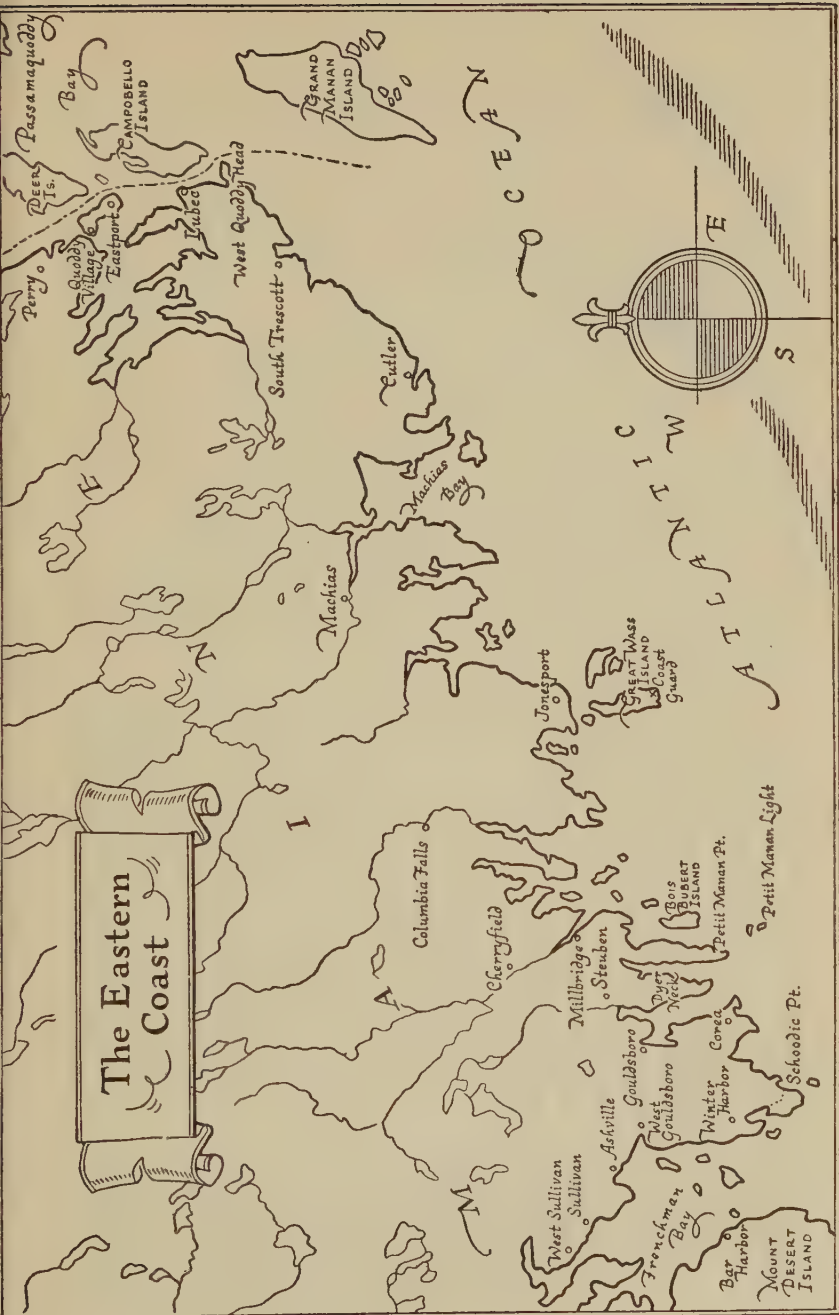 The Eastern
Coast
M A I N E
Passamaquoddy
Bay
DEER
IS.
CAMPOBELLO
ISLAND
GRAND
MANAN
ISLAND
Perry
Quoddy
Village
Eastport
Lubec
West Quoddy Head
South Trescott
Cutler
Machias
Bay
Machias
Jonesport
GREAT WASS
ISLAND
Coast
Guard
Columbia Falls
Cherryfield
Millbridge
Steuben
BOIS
BUBERT
ISLAND
Petit Manan Pt.
Petit Manan Light
Dyer
Neck
Gouldsboro
West
Gouldsboro
Corea
Ashville
Winter
Harbor
Schoodic Pt.
West Sullivan
Sullivan
Frenchman
Bay
Bar
Harbor
MOUNT
DESERT
ISLAND
ATLANTIC
OCEAN
W
E
S